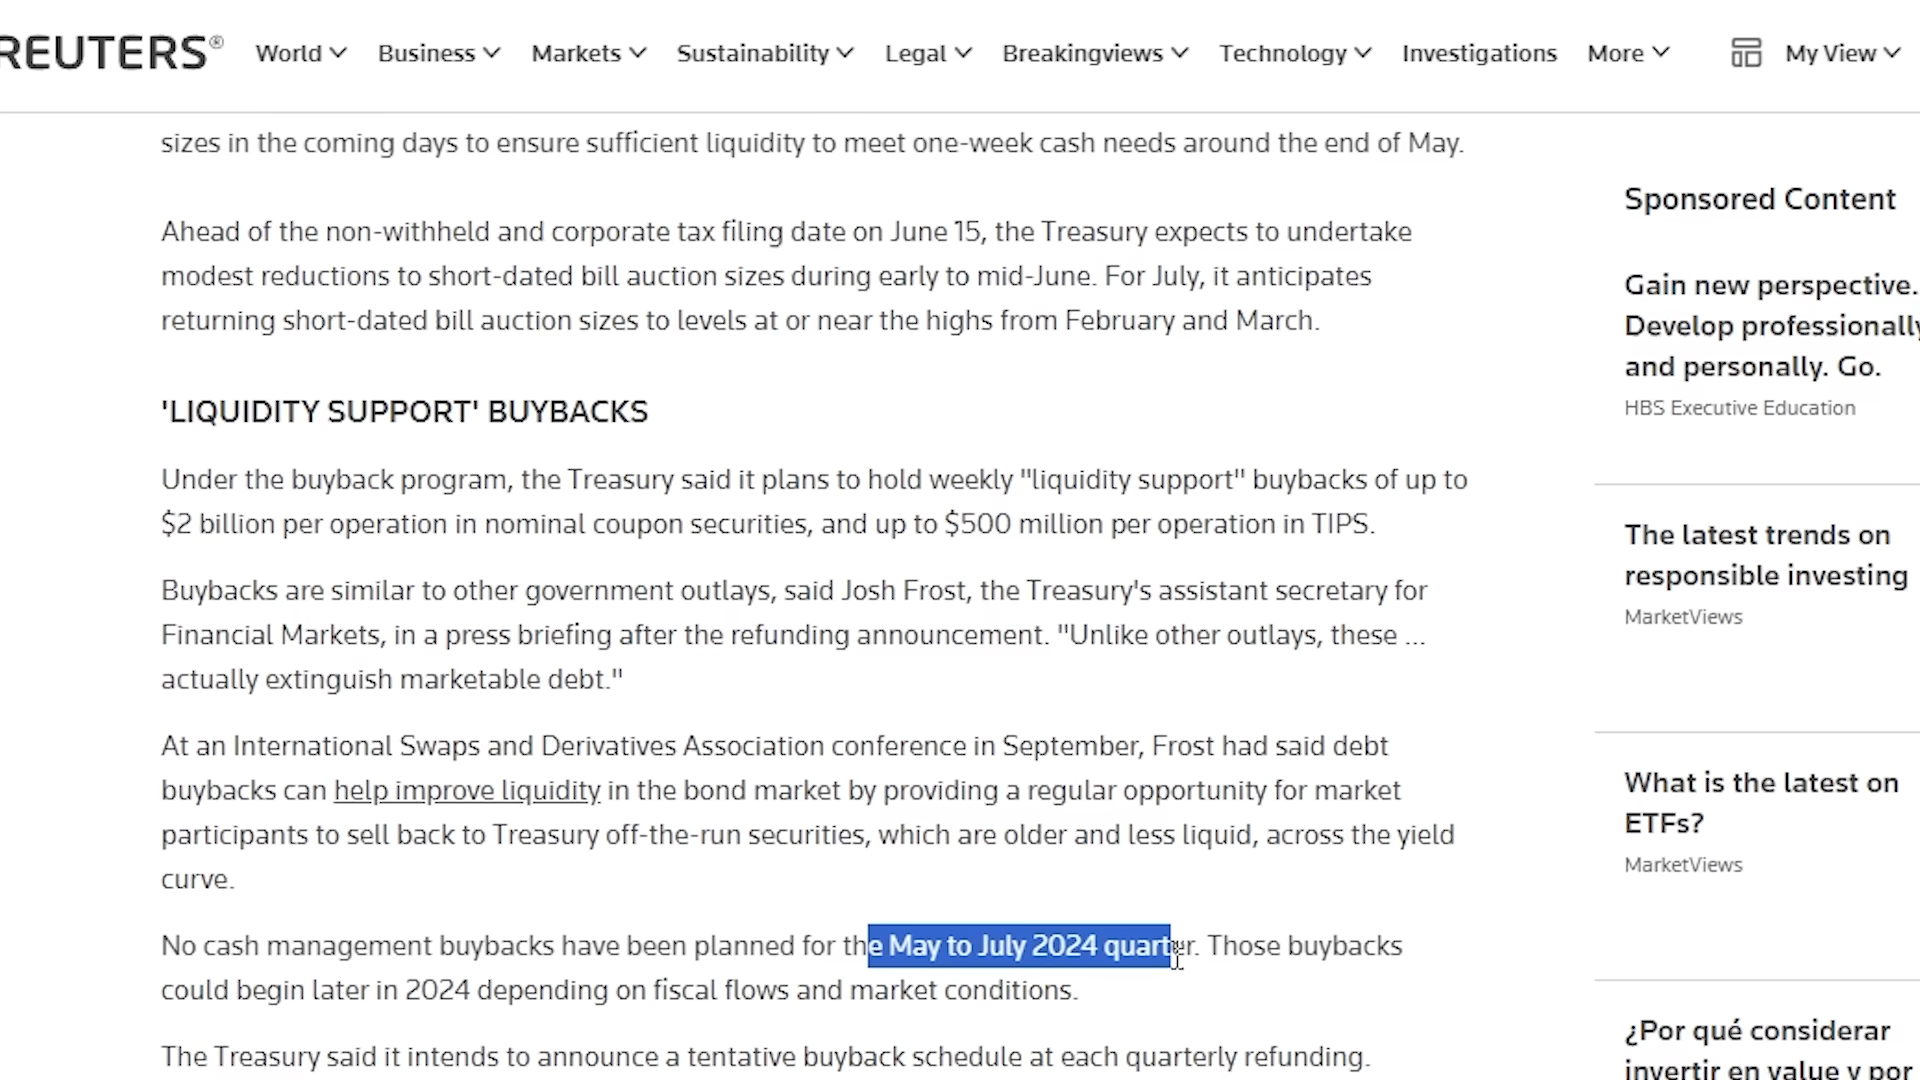 REUTERS®
World
Business
Markets
Sustainability
Legal
Breakingviews
Technology
Investigations
More
My View
sizes in the coming days to ensure sufficient liquidity to meet one-week cash needs around the end of May.
Ahead of the non-withheld and corporate tax filing date on June 15, the Treasury expects to undertake
modest reductions to short-dated bill auction sizes during early to mid-June. For July, it anticipates
returning short-dated bill auction sizes to levels at or near the highs from February and March.
'LIQUIDITY SUPPORT' BUYBACKS
Under the buyback program, the Treasury said it plans to hold weekly "liquidity support" buybacks of up to
$2 billion per operation in nominal coupon securities, and up to $500 million per operation in TIPS.
Buybacks are similar to other government outlays, said Josh Frost, the Treasury's assistant secretary for
Financial Markets, in a press briefing after the refunding announcement. "Unlike other outlays, these ...
actually extinguish marketable debt."
At an International Swaps and Derivatives Association conference in September, Frost had said debt
buybacks can help improve liquidity in the bond market by providing a regular opportunity for market
participants to sell back to Treasury off-the-run securities, which are older and less liquid, across the yield
curve.
No cash management buybacks have been planned for the May to July 2024 quarter. Those buybacks
could begin later in 2024 depending on fiscal flows and market conditions.
The Treasury said it intends to announce a tentative buyback schedule at each quarterly refunding.
Sponsored Content
Gain new perspective.
Develop professionally
and personally. Go.
HBS Executive Education
The latest trends on
responsible investing
MarketViews
What is the latest on
ETFs?
MarketViews
¿Por qué considerar
invertir en value y por